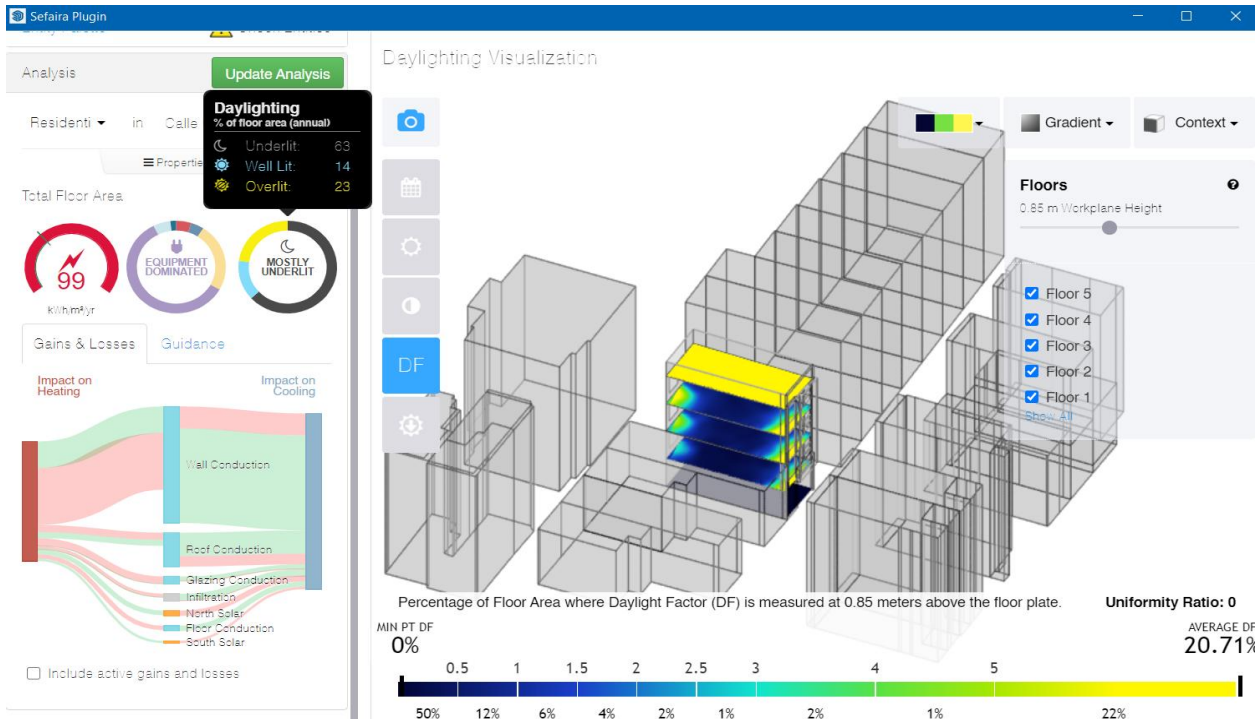 Sefaira Plugin
Analysis
Update Analysis
Residenti
in
Calle
Daylighting
% of floor area (annual)
Underlit: 63
Well Lit: 14
Overlit: 23
Propertie
Total Floor Area
99
kWh/m²/yr
EQUIPMENT
DOMINATED
MOSTLY
UNDERLIT
Gains & Losses
Guidance
Impact on
Heating
Impact on
Cooling
Wall Conduction
Roof Conduction
Glazing Conduction
Infiltration
North Solar
Floor Conduction
South Solar
Include active gains and losses
Daylighting Visualization
DF
Gradient
Context
Floors
0.85 m Workplane Height
Floor 5
Floor 4
Floor 3
Floor 2
Floor 1
Show All
Percentage of Floor Area where Daylight Factor (DF) is measured at 0.85 meters above the floor plate.
Uniformity Ratio: 0
MIN PT DF
0%
AVERAGE DF
20.71%
0.5 1 1.5 2 2.5 3 4 5
50% 12% 6% 4% 2% 1% 2% 1% 22%